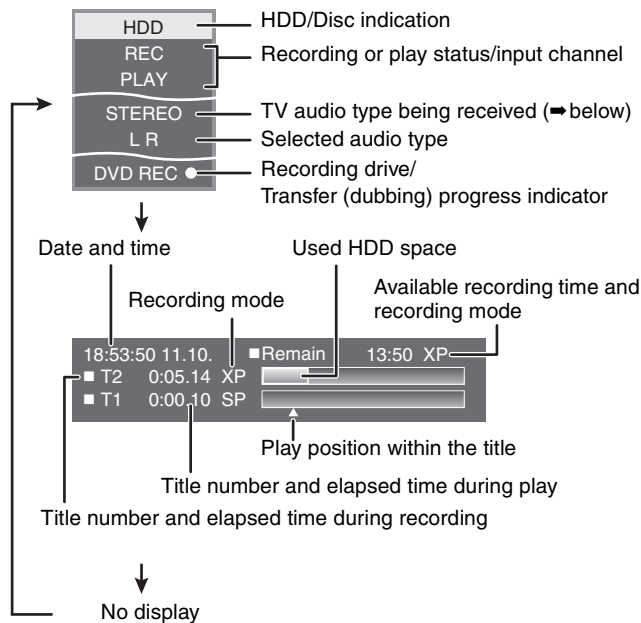 HDD
HDD/Disc indication
REC
Recording or play status/input channel
PLAY
STEREO
TV audio type being received (➡ below)
L R
Selected audio type
DVD REC ●
Recording drive/
Transfer (dubbing) progress indicator
Date and time
Used HDD space
Recording mode
Available recording time and
recording mode
18:53:50 11.10. ■Remain 13:50 XP
■ T2 0:05.14 XP
■ T1 0:00.10 SP
Play position within the title
Title number and elapsed time during play
Title number and elapsed time during recording
No display